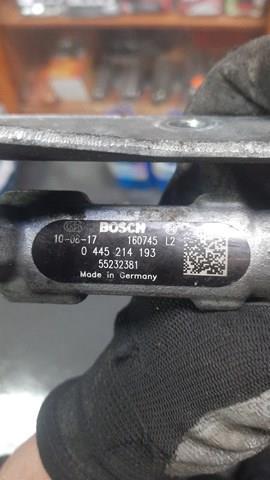 BOSCH
10-06-17 160745 L2
0 445 214 193
55232381
Made in Germany